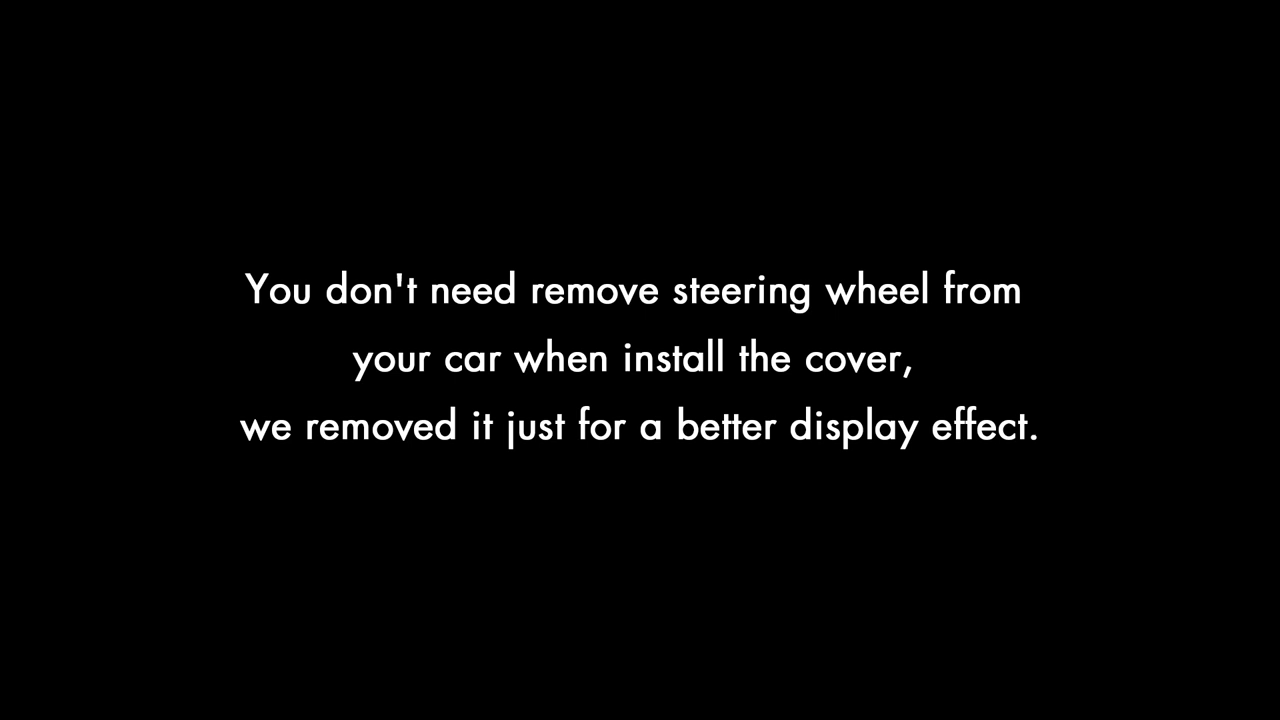 You don't need remove steering wheel from
your car when install the cover,
we removed it just for a better display effect.